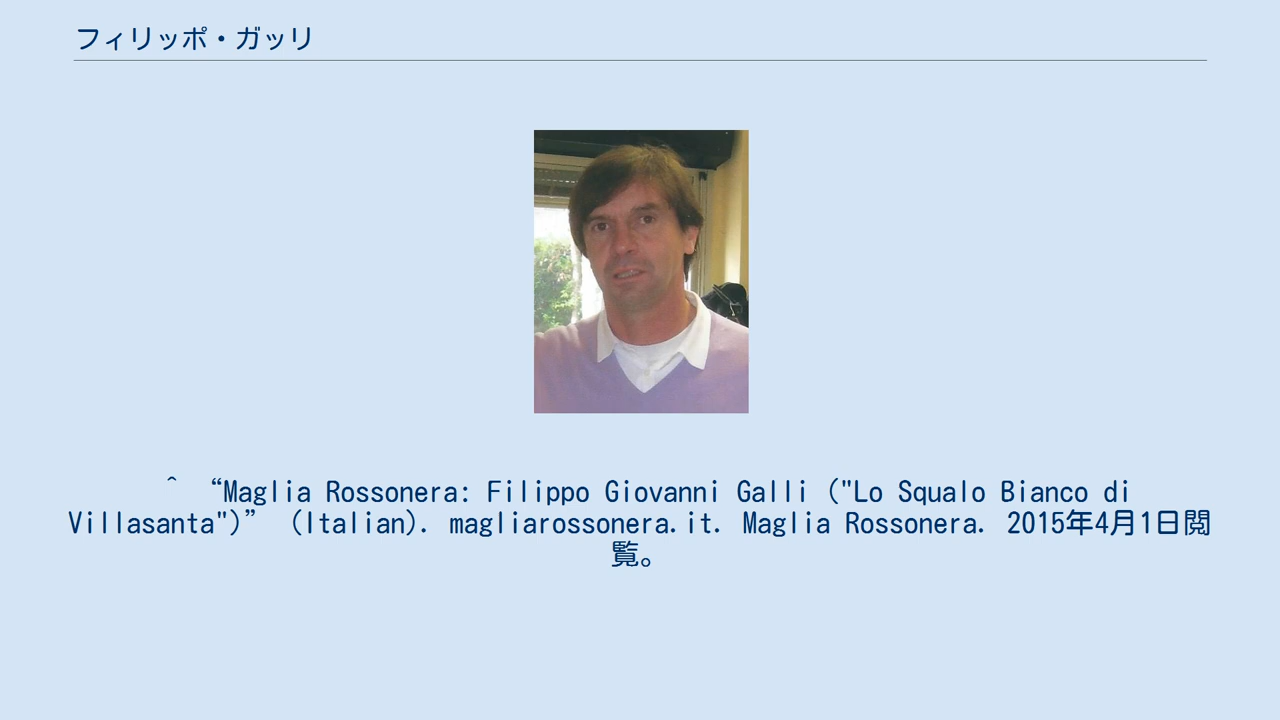 フィリッポ・ガッリ
^ “Maglia Rossonera: Filippo Giovanni Galli ("Lo Squalo Bianco di
Villasanta")” (Italian). magliarossonera.it. Maglia Rossonera. 2015年4月1日閲
覧。